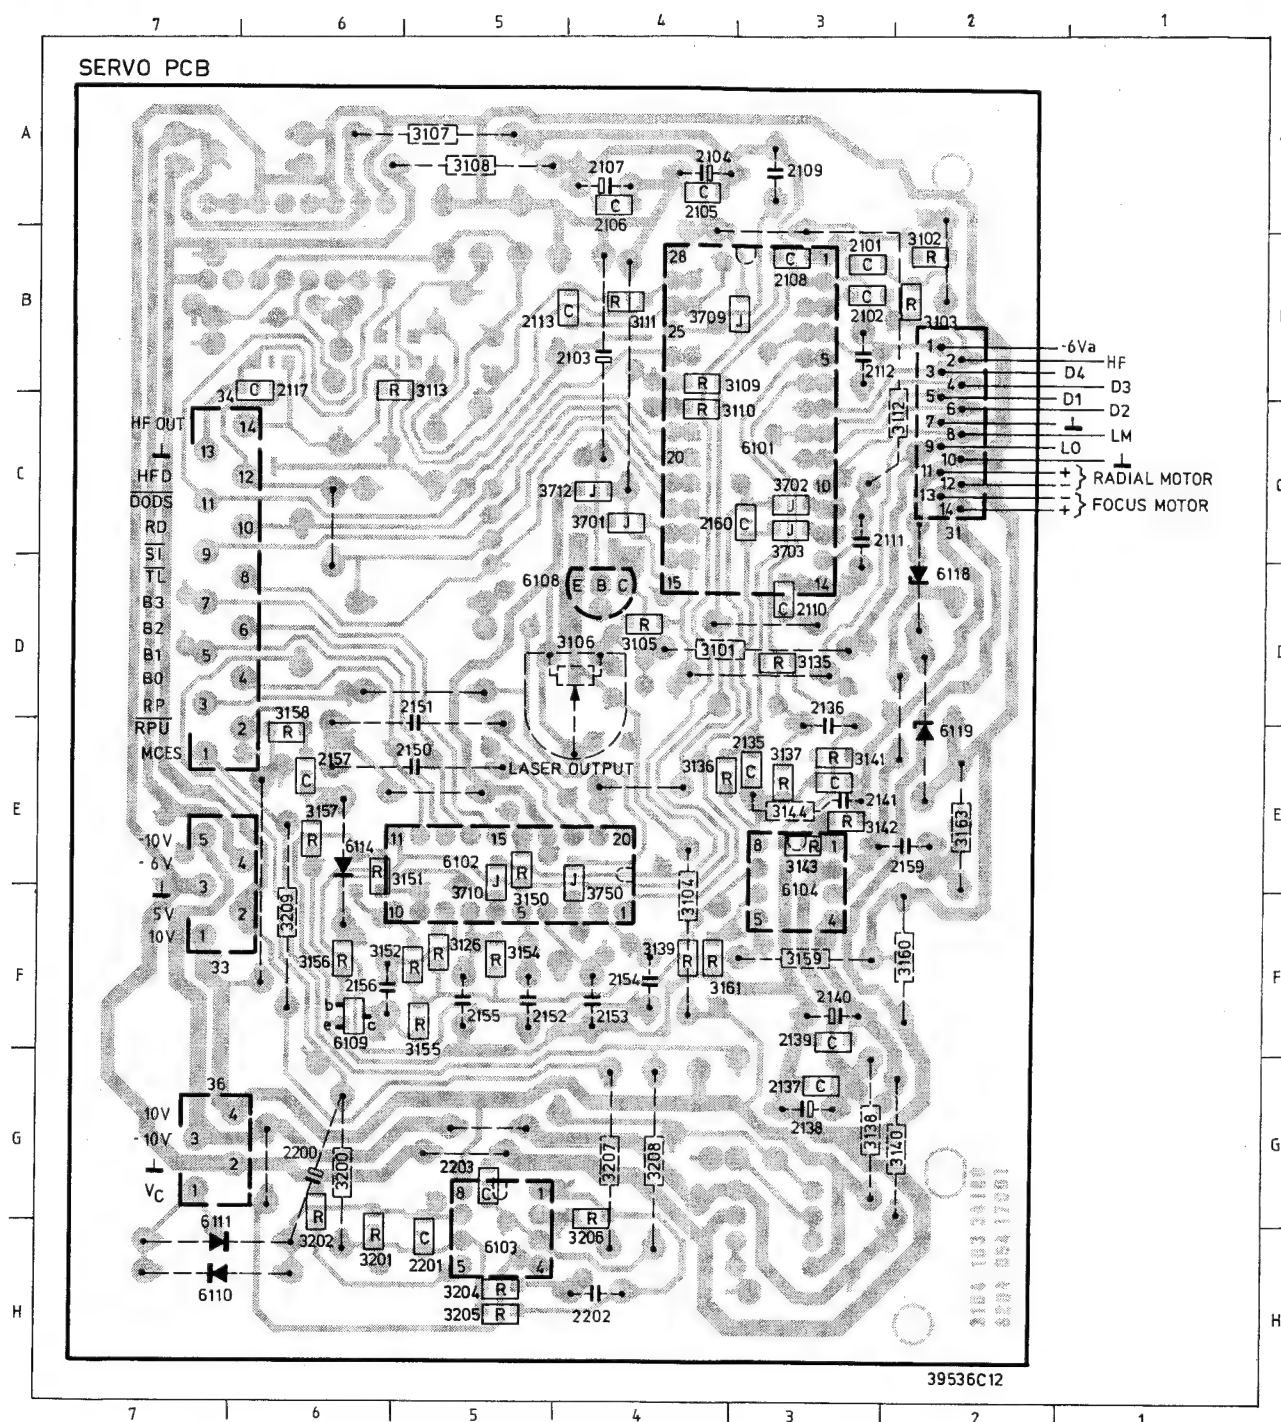 7 6 5 4 3 2 1
SERVO PCB
A
A
3107
3108
2107
2104
2109
C
C
2105
2106
B
28
1
2101
3102
C
C
R
2108
2113
C
R
3111
3709
J
C
2102
R
3103
25
2103
5
2112
1
2
3
4
5
6
7
8
9
10
11
12
13
14
31
-6Va
HF
D4
D3
D1
D2
LM
LO
+
-
} RADIAL MOTOR
-
+
} FOCUS MOTOR
34
C
2117
R
3113
R
3109
R
3110
3112
6101
20
10
C
C
HF OUT
HFD
DODS
RD
SI
TL
B3
B2
B1
B0
RP
RPU
MCES
14
13
12
11
10
9
8
7
6
5
4
3
2
1
3712
J
3701
J
2160
C
3702
J
J
3703
2111
15
14
6118
6108
E B C
C
2110
D
D
3106
R
3105
3101
R
3135
2151
3158
R
2136
6119
2157
C
2150
LASER OUTPUT
3136
R
2135
C
3137
R
R
3141
C
2141
3144
R
3142
E
E
3163
3157
R
6114
11
15
20
8
R
1
3143
2159
-10V
-6V
5V
10V
5
4
3
2
1
33
R
3151
6102
3710
J
R
3150
J
3750
3104
6104
3209
10
5
1
5
4
F
F
3156
R
3152
R
R
3126
R
3154
3139
R
R
3161
3159
3160
2156
2154
2155
2152
2153
2140
b
e
c
6109
R
3155
2139
C
36
10V
-10V
VC
4
3
2
1
2137
C
2138
3138
3140
G
G
2200
3200
2203
3207
3208
8
C
1
6111
R
3202
R
3201
C
2201
6103
R
3206
6110
5
4
3204
R
3205
R
2202
H
H
39536C12
7 6 5 4 3 2 1